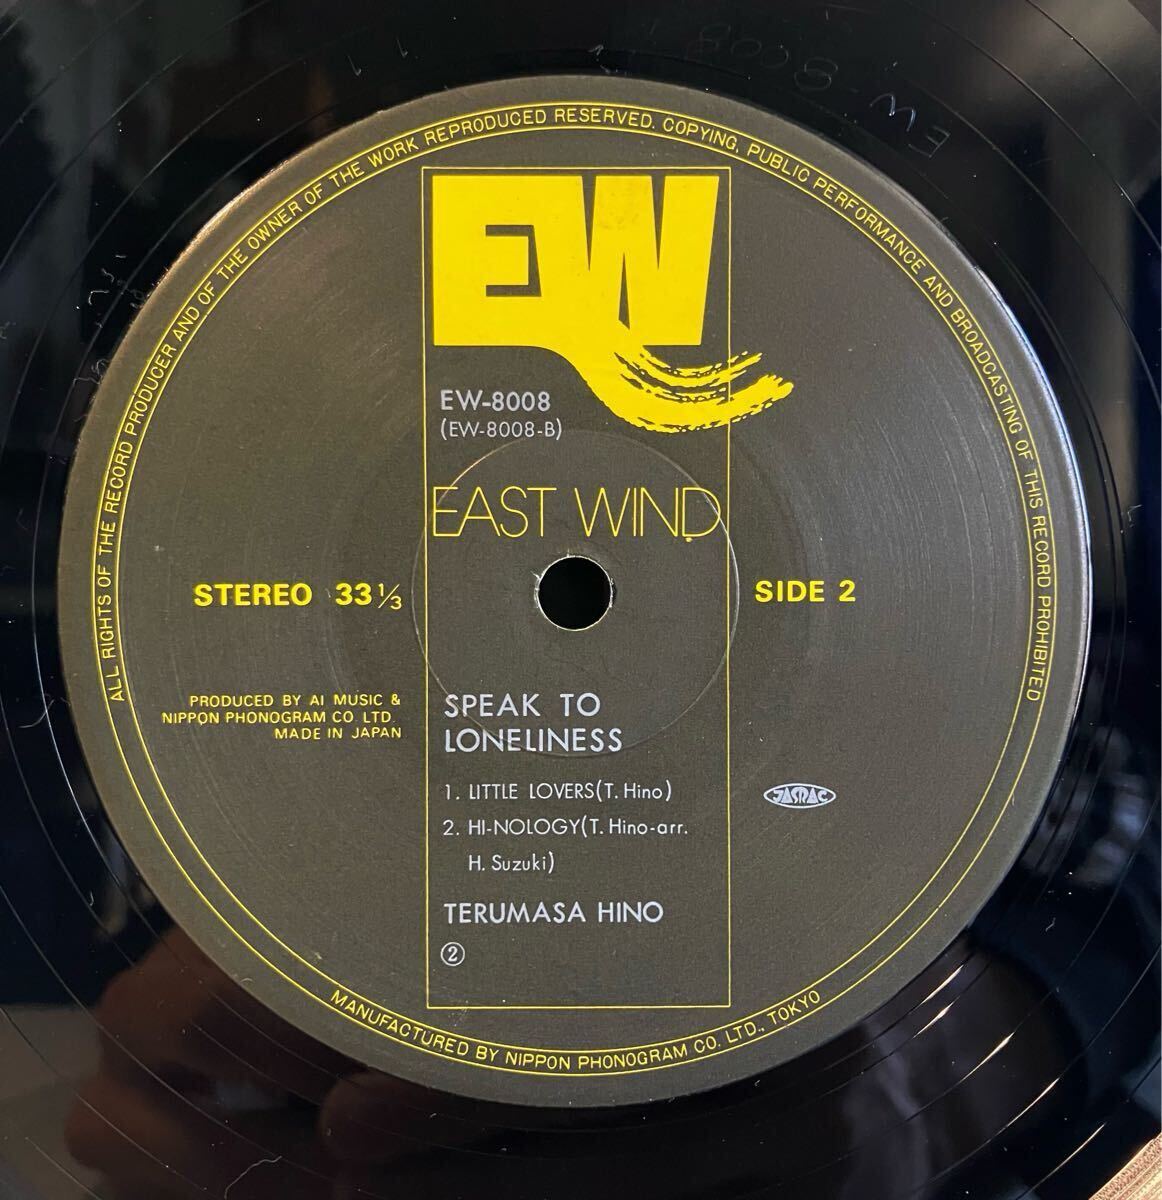 EW-8008
ALL RIGHTS OF THE RECORD PRODUCER AND OF THE OWNER OF THE WORK REPRODUCED RESERVED. COPYING, PUBLIC PERFORMANCE AND BROADCASTING OF THIS RECORD PROHIBITED
EW
EW-8008
(EW-8008-B)
EAST WIND
STEREO 33⅓
SIDE 2
PRODUCED BY AI MUSIC &
NIPPON PHONOGRAM CO. LTD.
MADE IN JAPAN
SPEAK TO
LONELINESS
1. LITTLE LOVERS(T. Hino)
2. HI-NOLOGY(T. Hino-arr.
H. Suzuki)
JASRAC
TERUMASA HINO
②
MANUFACTURED BY NIPPON PHONOGRAM CO. LTD., TOKYO